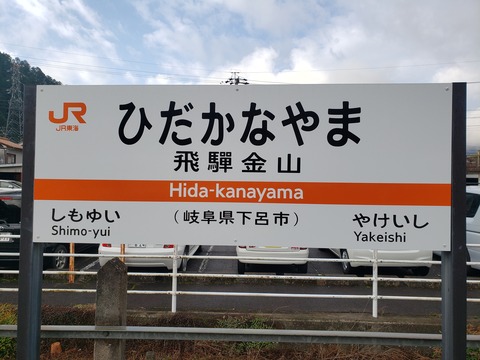 JR
JR東海
ひだかなやま
飛驒金山
Hida-kanayama
しもゆい
Shimo-yui
（岐阜県下呂市）
やけいし
Yakeishi